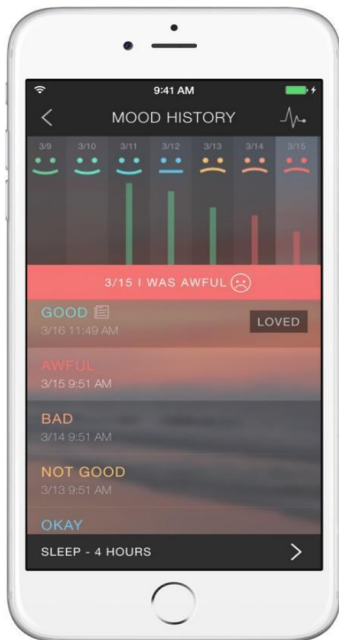 9:41 AM
MOOD HISTORY
3/9 3/10 3/11 3/12 3/13 3/14 3/15
3/15 I WAS AWFUL
GOOD
3/16 11:49 AM
LOVED
AWFUL
3/15 9:51 AM
BAD
3/14 9:51 AM
NOT GOOD
3/13 9:51 AM
OKAY
SLEEP - 4 HOURS